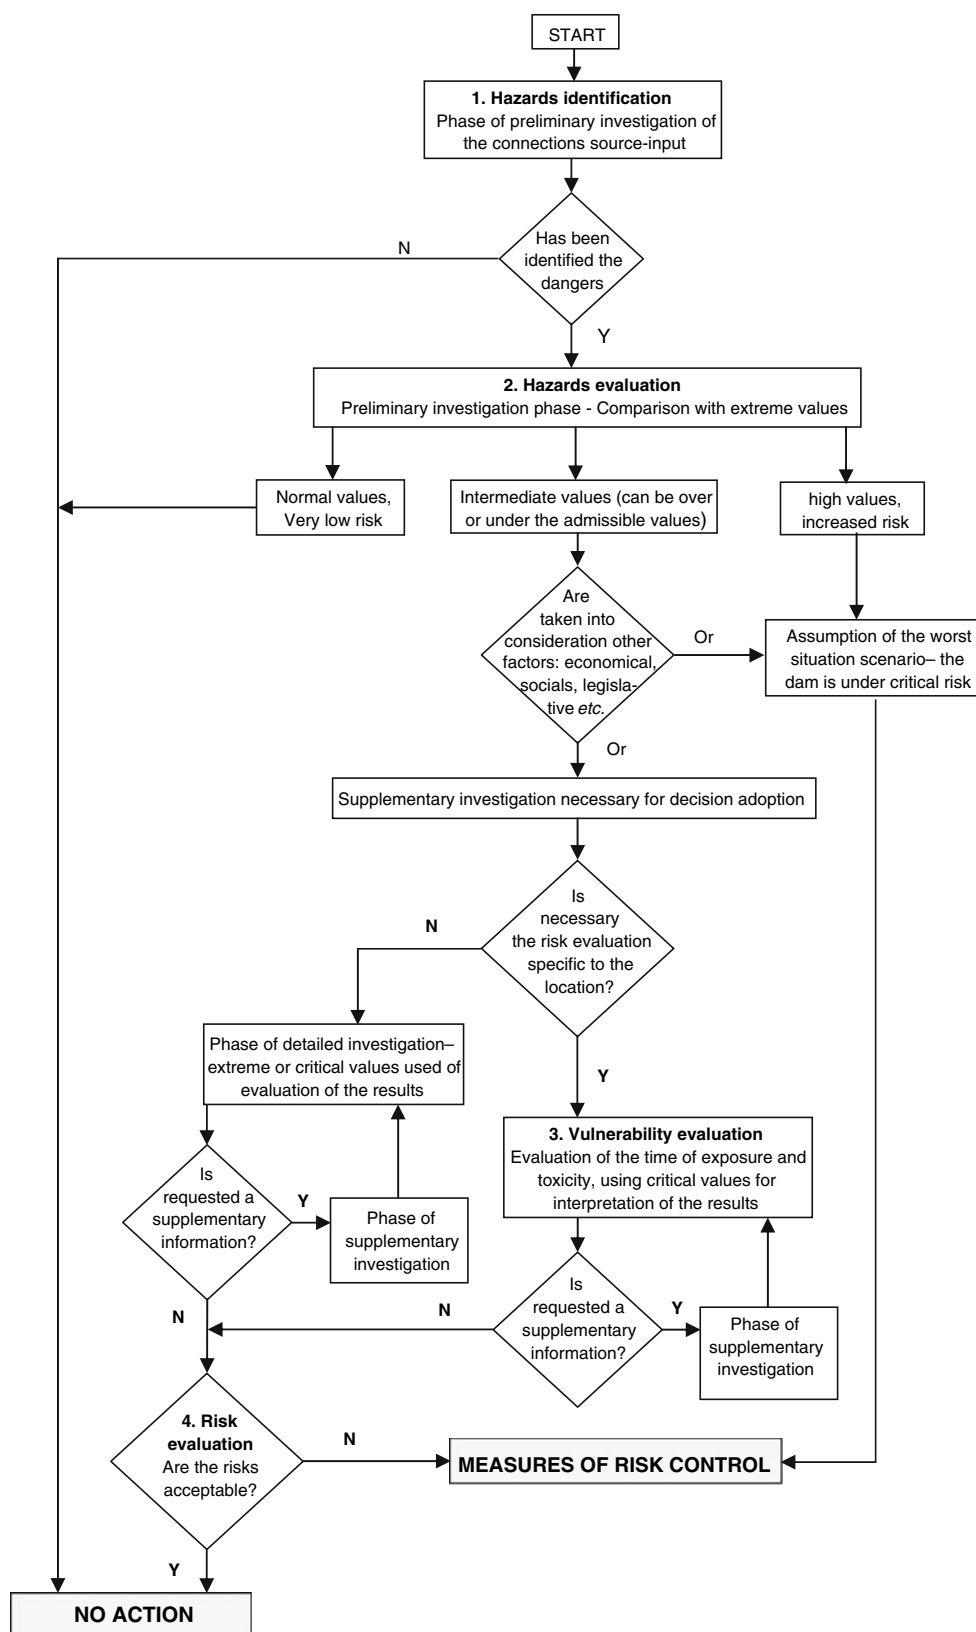 START
1. Hazards identification
Phase of preliminary investigation of
the connections source-input
Has been
identified the
dangers
N
Y
2. Hazards evaluation
Preliminary investigation phase - Comparison with extreme values
Normal values,
Very low risk
Intermediate values (can be over
or under the admissible values)
high values,
increased risk
Are
taken into
consideration other
factors: economical,
socials, legisla-
tive etc.
Or
Assumption of the worst
situation scenario– the
dam is under critical risk
Or
Supplementary investigation necessary for decision adoption
Is
necessary
the risk evaluation
specific to the
location?
N
Y
Phase of detailed investigation–
extreme or critical values used of
evaluation of the results
3. Vulnerability evaluation
Evaluation of the time of exposure and
toxicity, using critical values for
interpretation of the results
Is
requested a
supplementary
information?
Y
Phase of
supplementary
investigation
N
Is
requested a
supplementary
information?
N
Y
Phase of
supplementary
investigation
4. Risk
evaluation
Are the risks
acceptable?
N
MEASURES OF RISK CONTROL
Y
NO ACTION